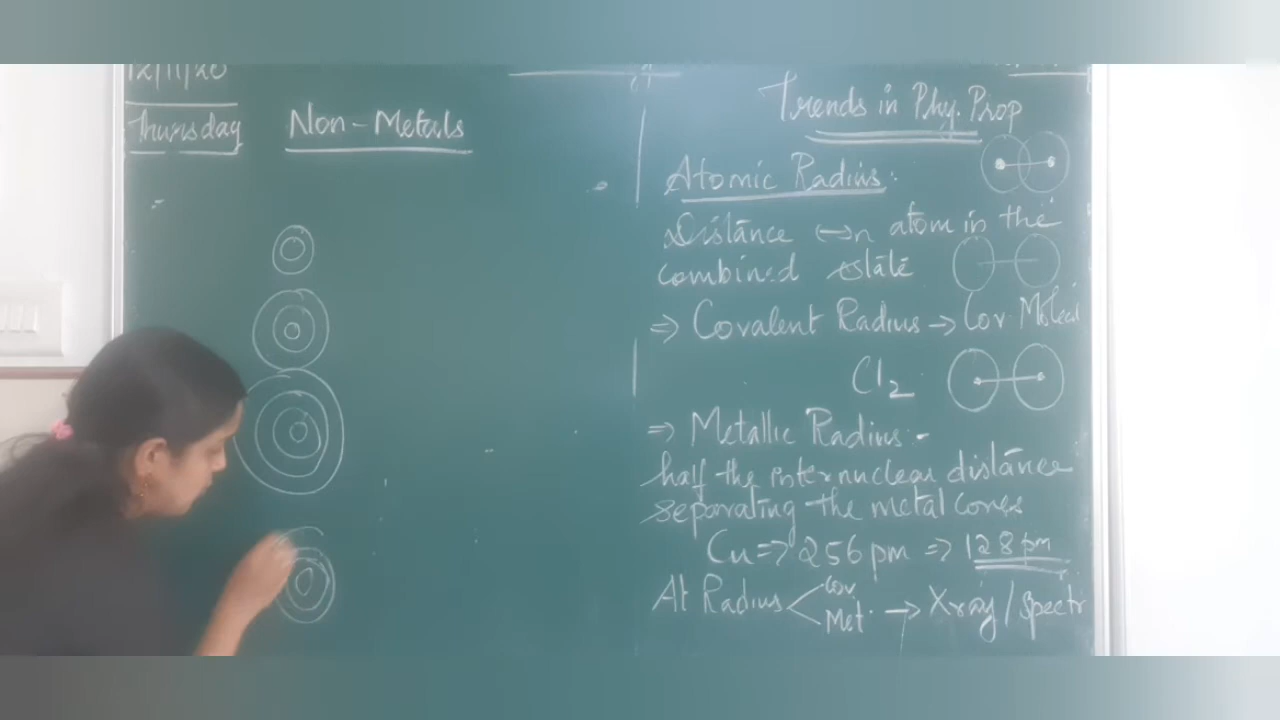 12/11/20
Thursday
Non-Metals
Trends in Phy. Prop
Atomic Radius:
Distance ↔n atom in the
combined state
⇒ Covalent Radius → Cov. Molecul
Cl2
⇒ Metallic Radius:-
half the internuclear distance
separating the metal cores
Cu ⇒ 256 pm ⇒ 128 pm
At Radius < Cov
Met. → Xray / Spectr